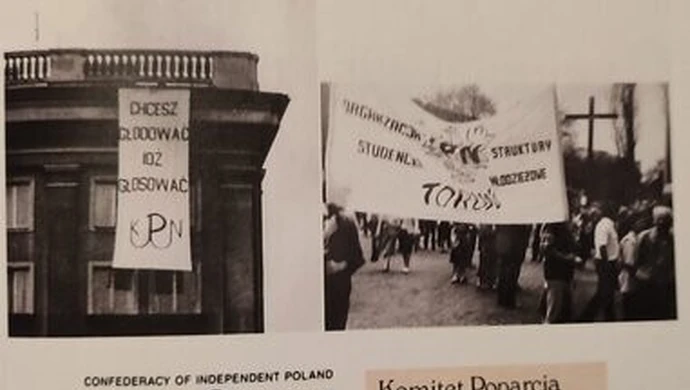 CHCESZ
GŁODOWAĆ
IDŹ
GŁOSOWAĆ
KPN
ORGANIZACJA KPN STRUKTURY
STUDENCKA MŁODZIEŻOWE
TORUŃ
CONFEDERACY OF INDEPENDENT POLAND
Komitet Poparcia